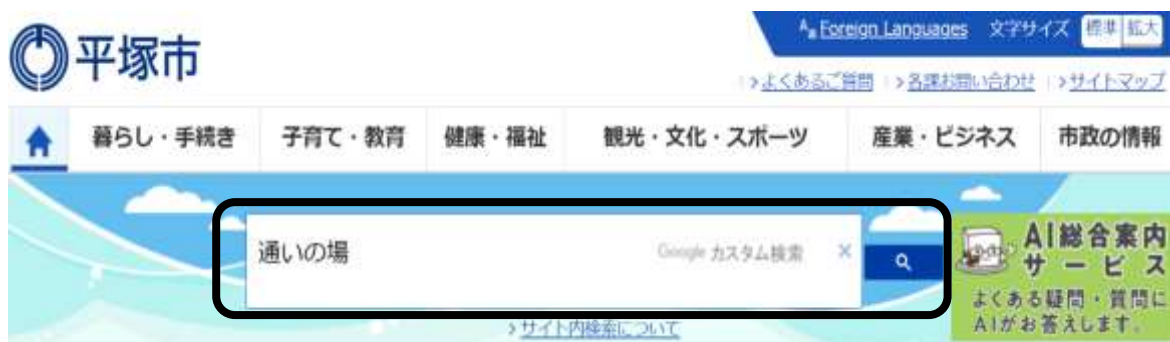 平塚市
Aa Foreign Languages 文字サイズ 標準 拡大
>よくあるご質問 >各課お問い合わせ >サイトマップ
暮らし・手続き 子育て・教育 健康・福祉 観光・文化・スポーツ 産業・ビジネス 市政の情報
通いの場 Google カスタム検索 ×
AI総合案内
サービス
よくある疑問・質問に
AIがお答えします。
>サイト内検索について